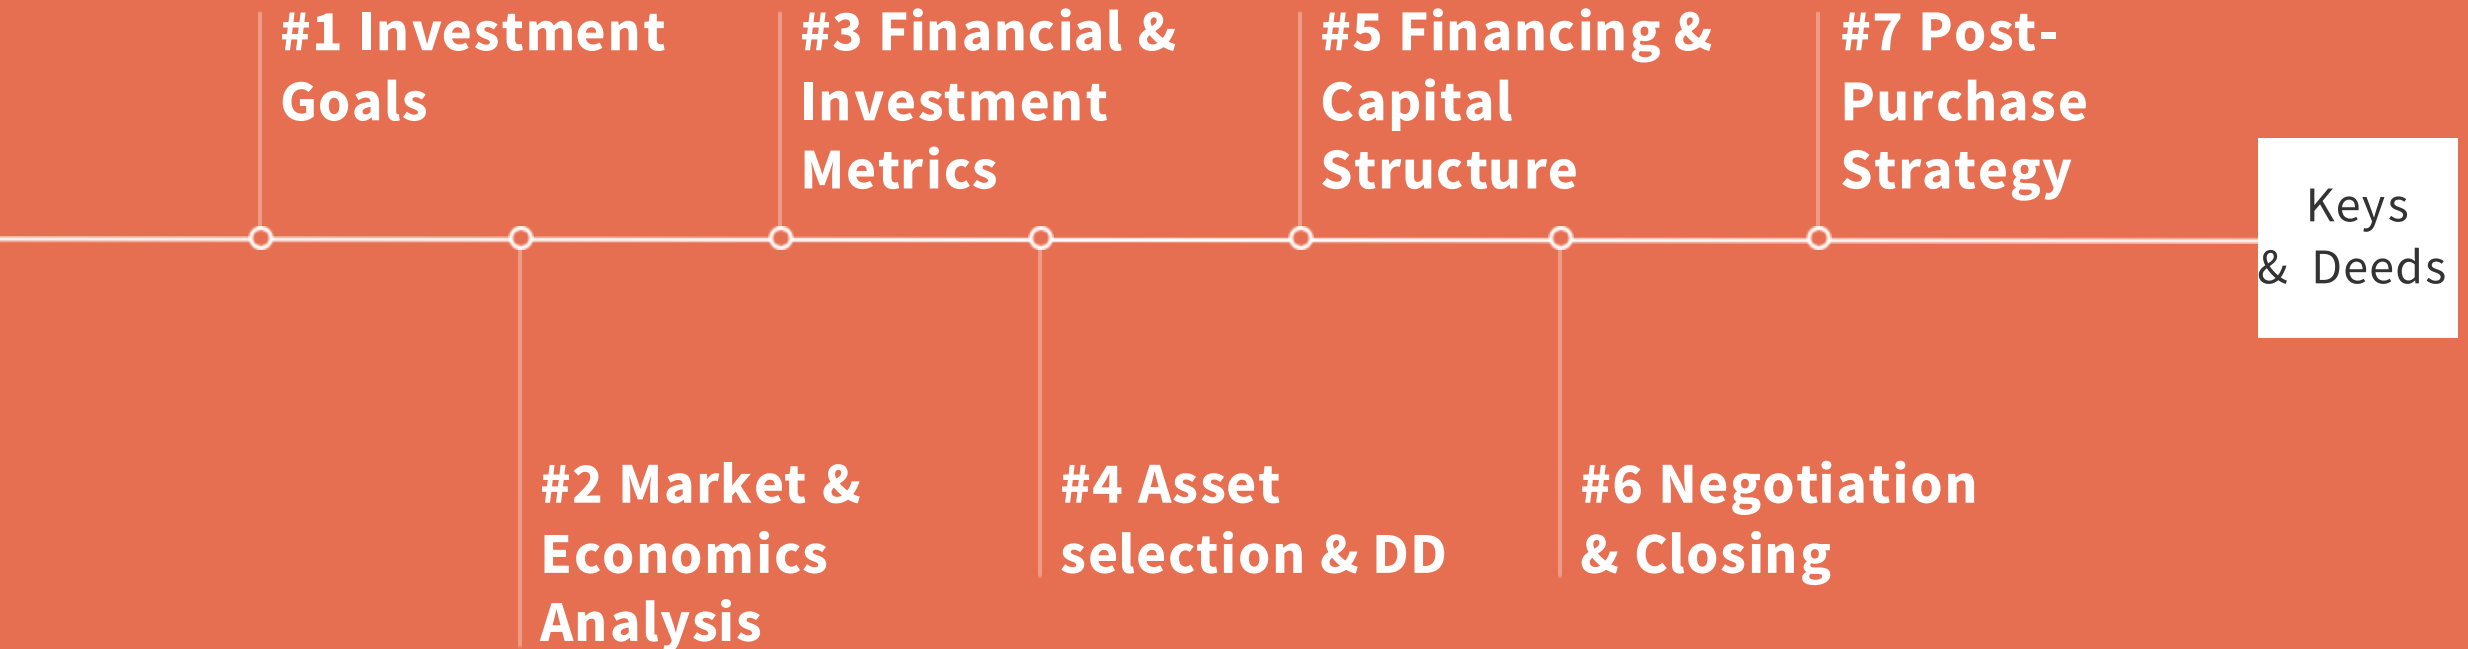 #1 Investment
Goals
#2 Market &
Economics
Analysis
#3 Financial &
Investment
Metrics
#4 Asset
selection & DD
#5 Financing &
Capital
Structure
#6 Negotiation
& Closing
#7 Post-
Purchase
Strategy
Keys
& Deeds